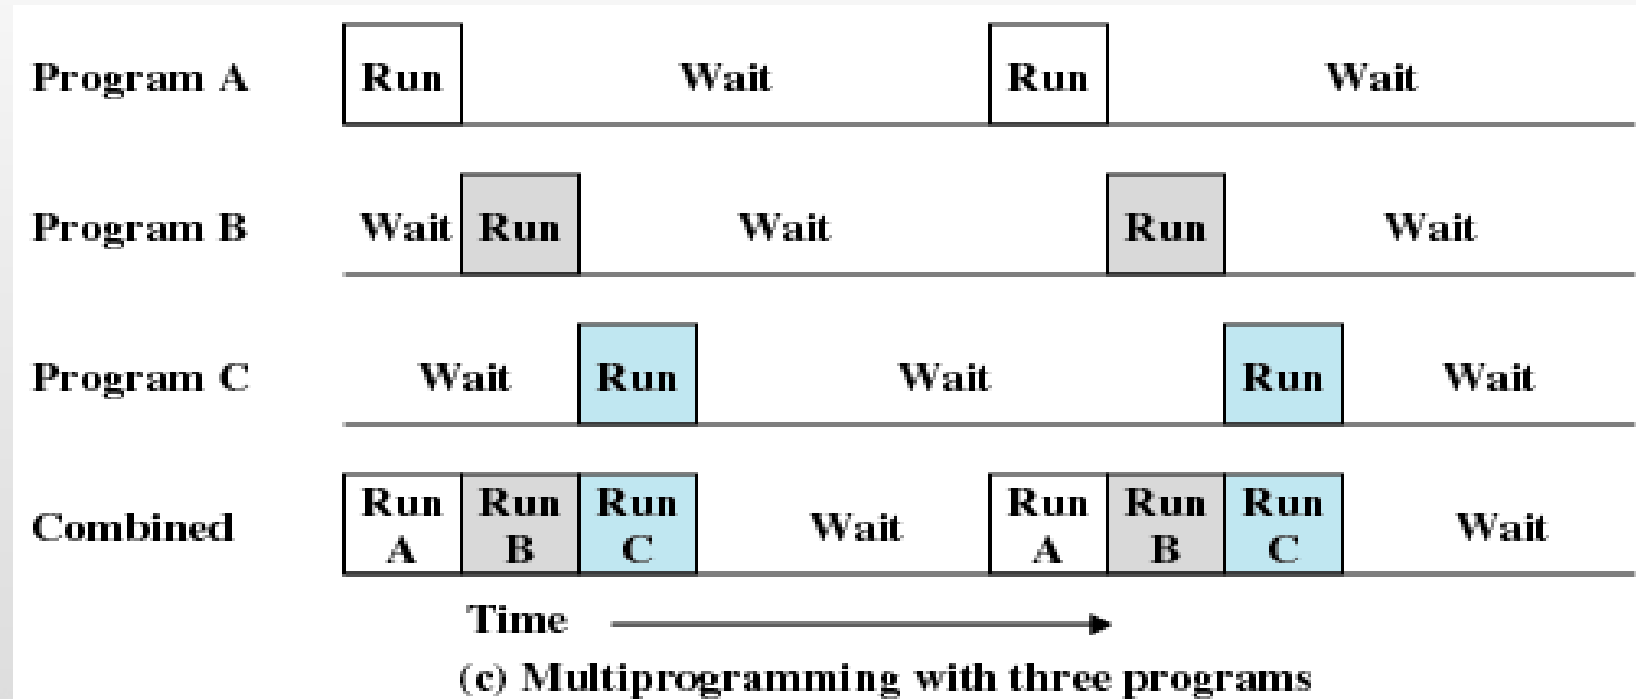 Program A Run Wait Run Wait
Program B Wait Run Wait Run Wait
Program C Wait Run Wait Run Wait
Combined Run A Run B Run C Wait Run A Run B Run C Wait
Time
(c) Multiprogramming with three programs